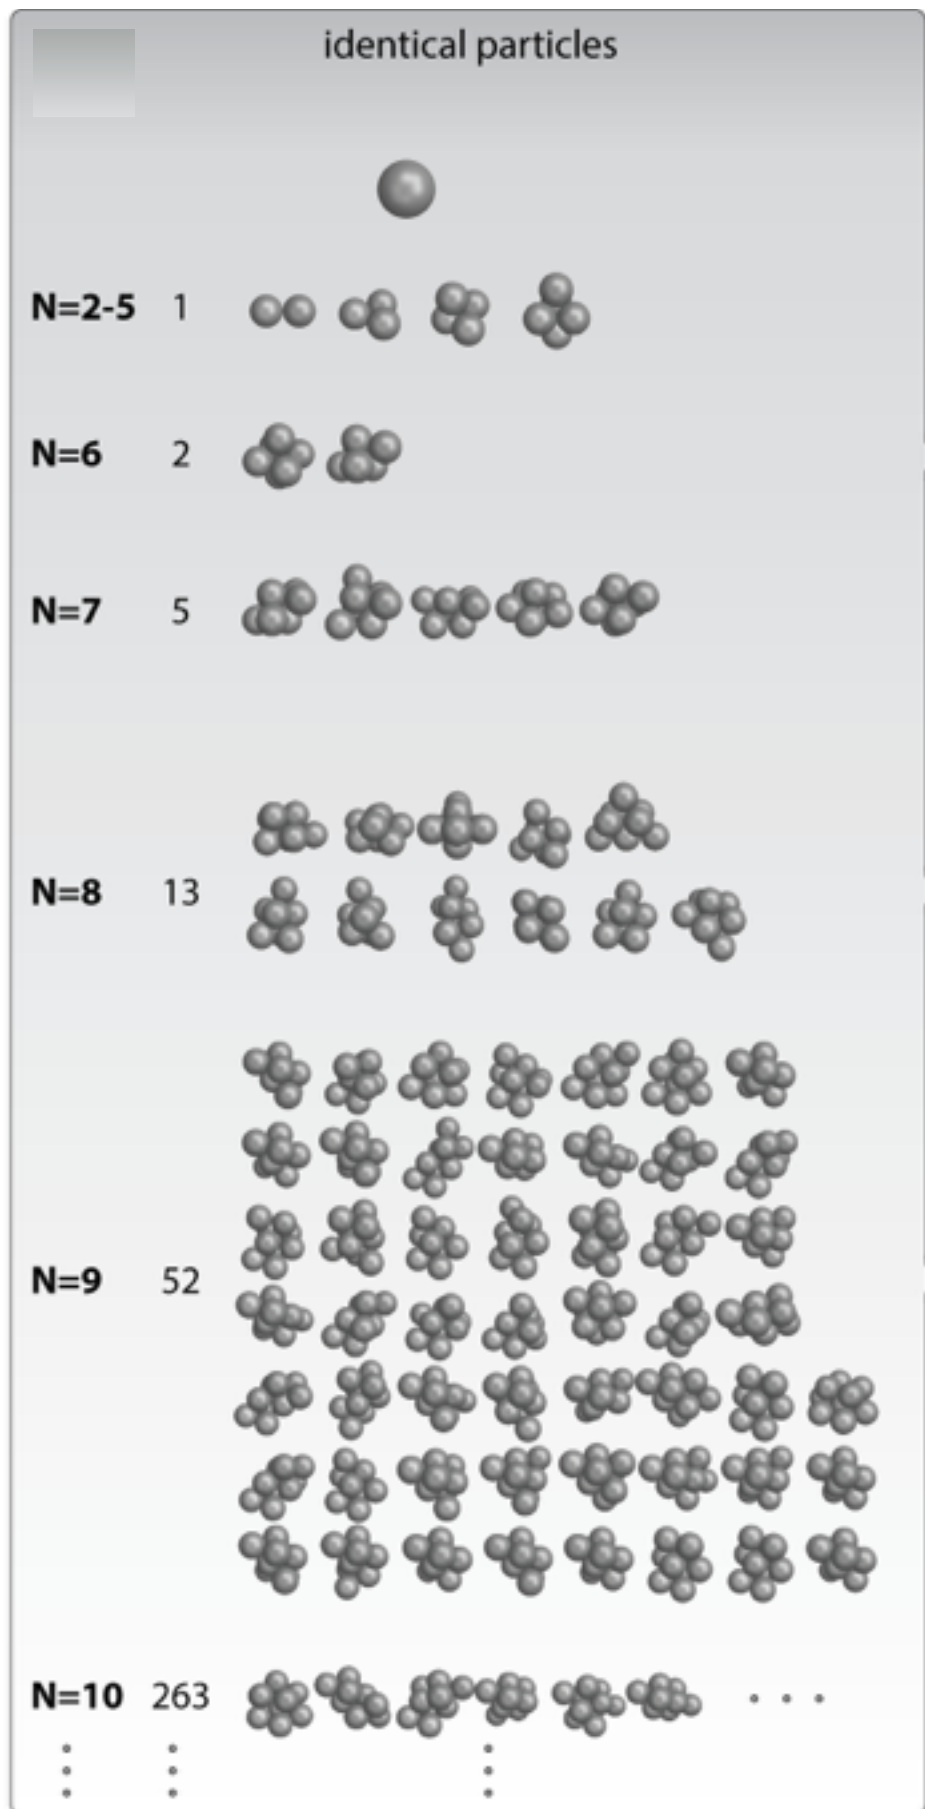 identical particles
N=2-5 1
N=6 2
N=7 5
N=8 13
N=9 52
N=10 263 . . .